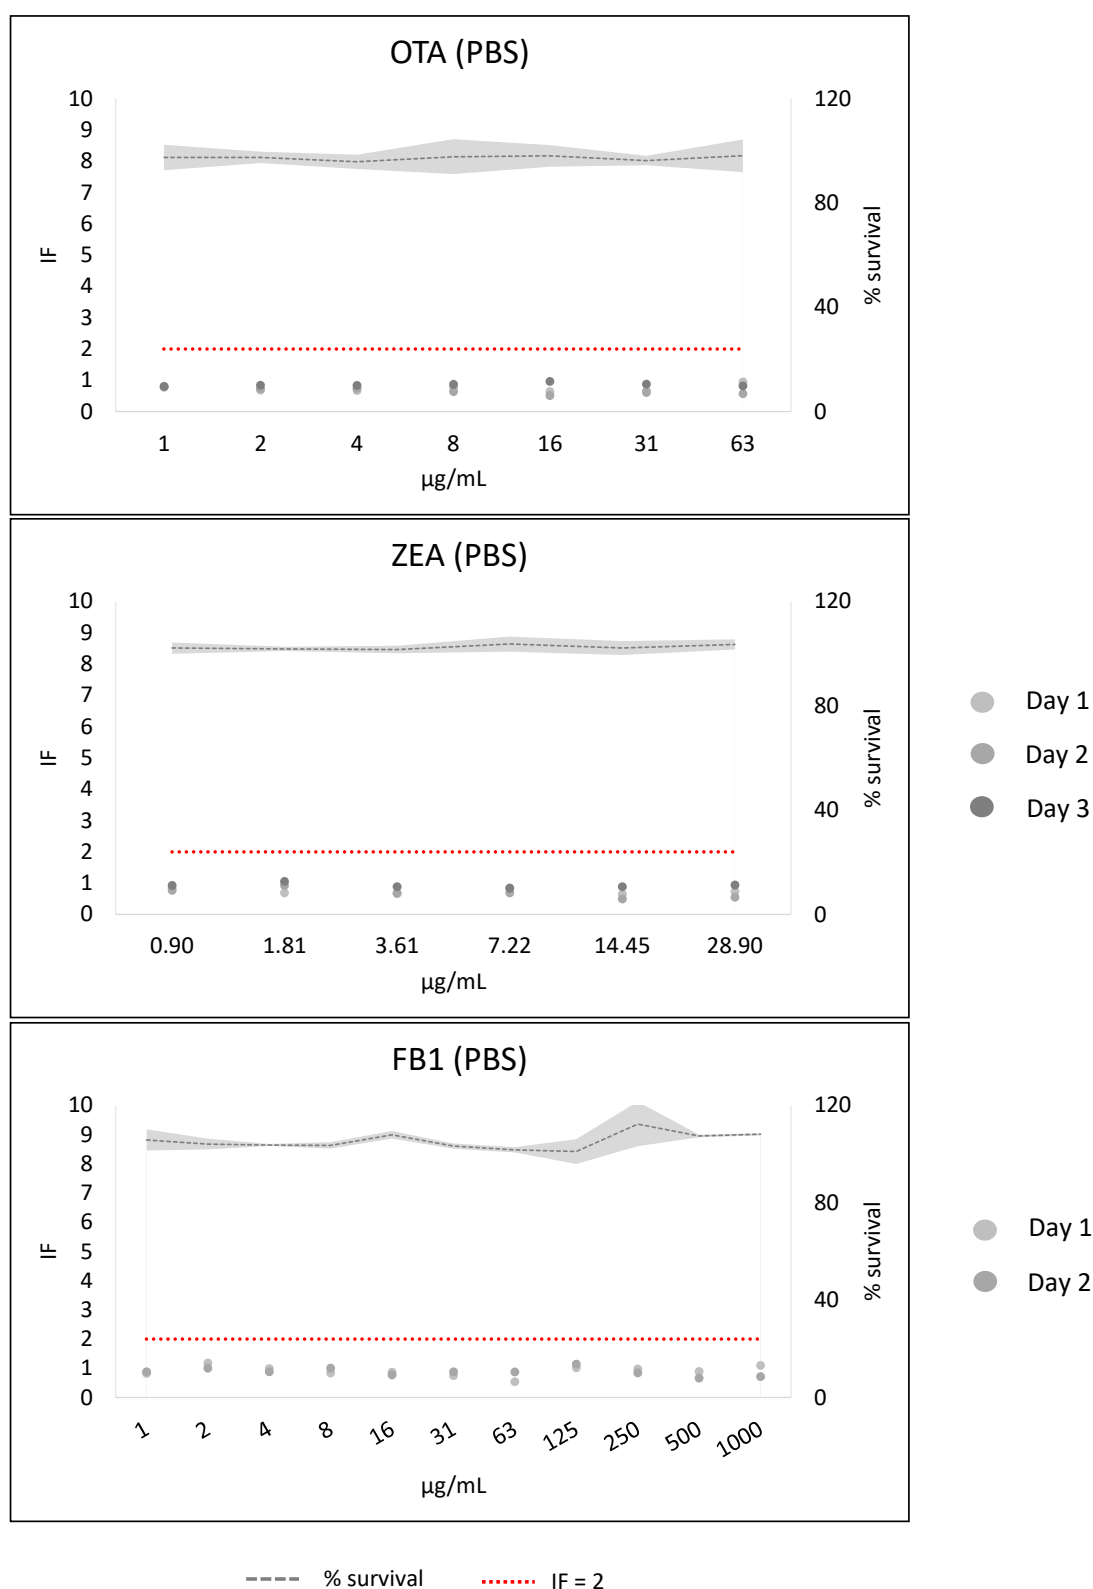 OTA (PBS)
10 120
9
8
7 80
6
5
4 40
3
2
1
0 0
IF
% survival
1 2 4 8 16 31 63
µg/mL
ZEA (PBS)
10 120
9
8
7 80
6
5
4 40
3
2
1
0 0
IF
% survival
0.90 1.81 3.61 7.22 14.45 28.90
µg/mL
Day 1
Day 2
Day 3
FB1 (PBS)
10 120
9
8
7 80
6
5
4 40
3
2
1
0 0
IF
% survival
1 2 4 8 16 31 63 125 250 500 1000
µg/mL
Day 1
Day 2
% survival IF = 2